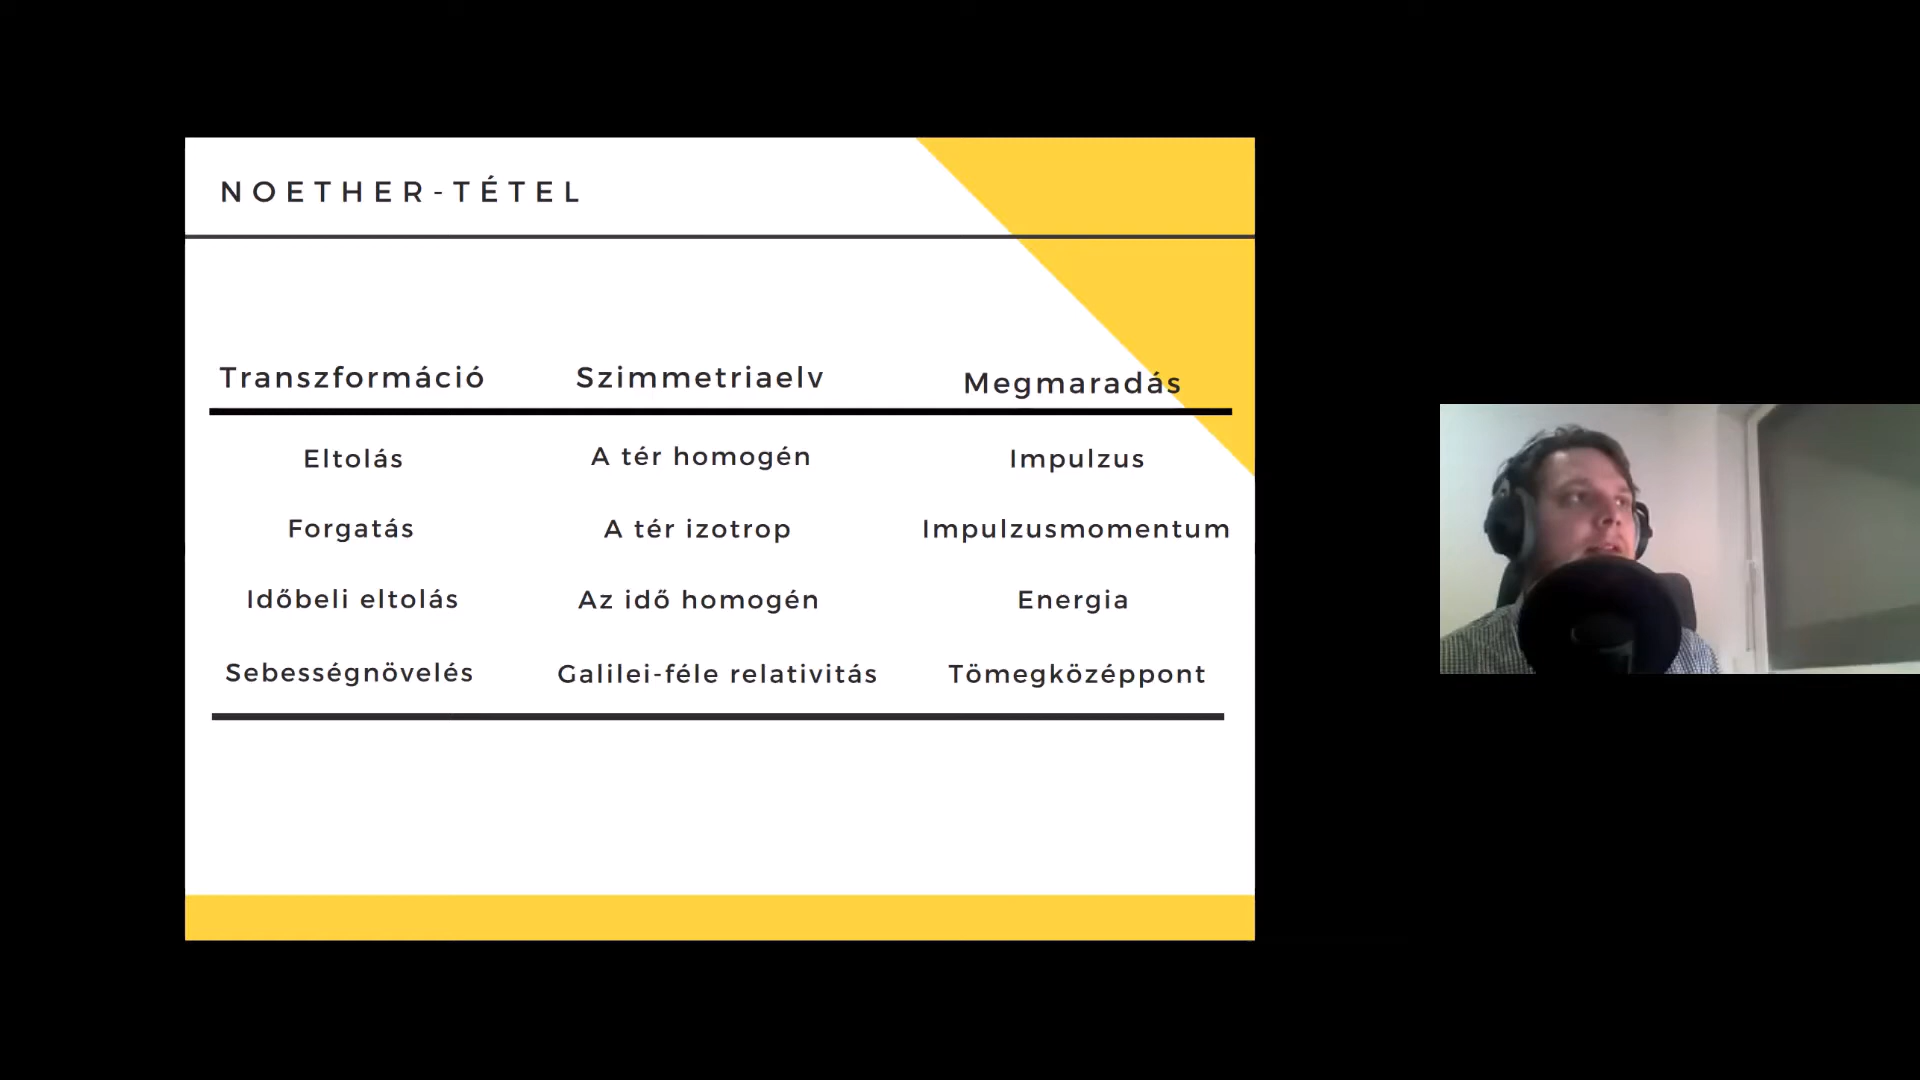 NOETHER-TÉTEL
Transzformáció Szimmetriaelv Megmaradás
Eltolás A tér homogén Impulzus
Forgatás A tér izotrop Impulzusmomentum
Időbeli eltolás Az idő homogén Energia
Sebességnövelés Galilei-féle relativitás Tömegközéppont